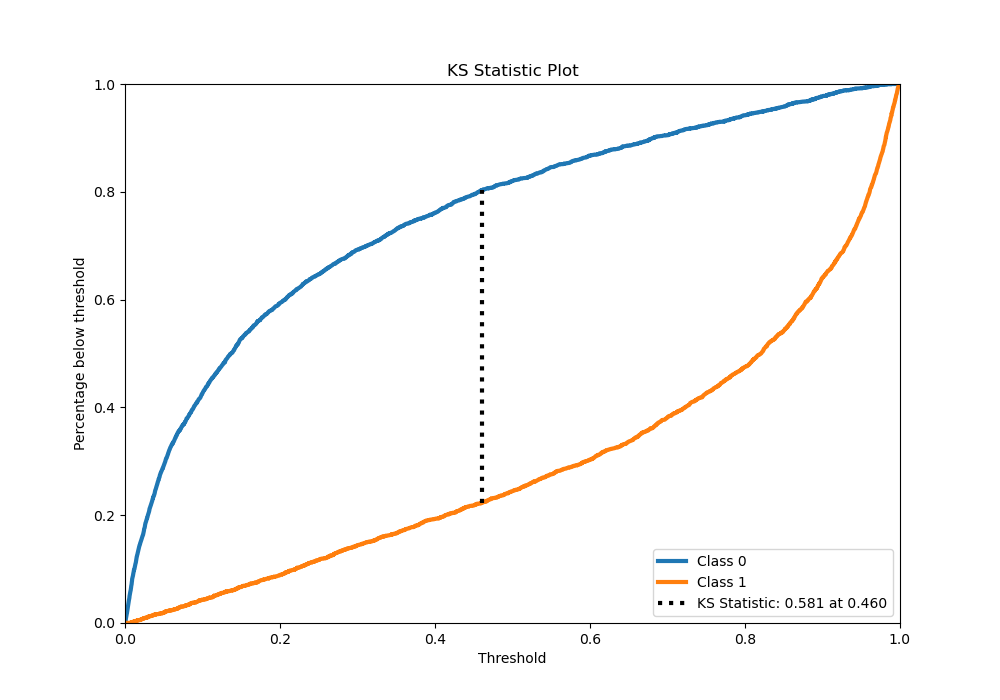 KS Statistic Plot
Percentage below threshold
1.0
0.8
0.6
0.4
0.2
0.0
0.0 0.2 0.4 0.6 0.8 1.0
Threshold
Class 0
Class 1
KS Statistic: 0.581 at 0.460